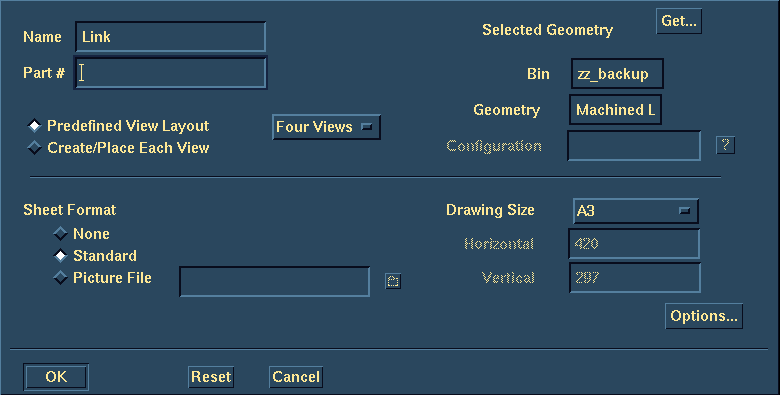 Name Link
Part #
Selected Geometry Get...
Bin zz_backup
Geometry Machined L
Configuration ?
Predefined View Layout Four Views
Create/Place Each View
Sheet Format
None
Standard
Picture File
Drawing Size A3
Horizontal 420
Vertical 297
Options...
OK Reset Cancel